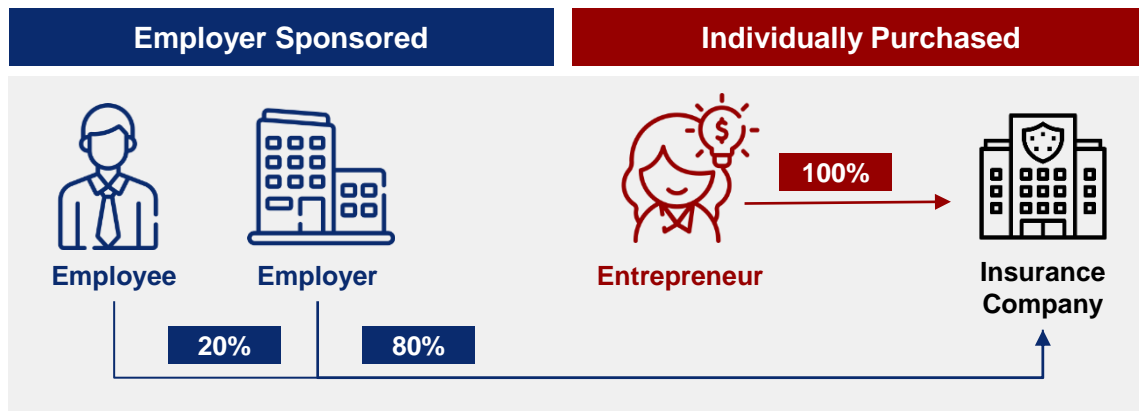 Employer Sponsored
Individually Purchased
$
100%
Employee
Employer
Entrepreneur
Insurance
Company
20%
80%